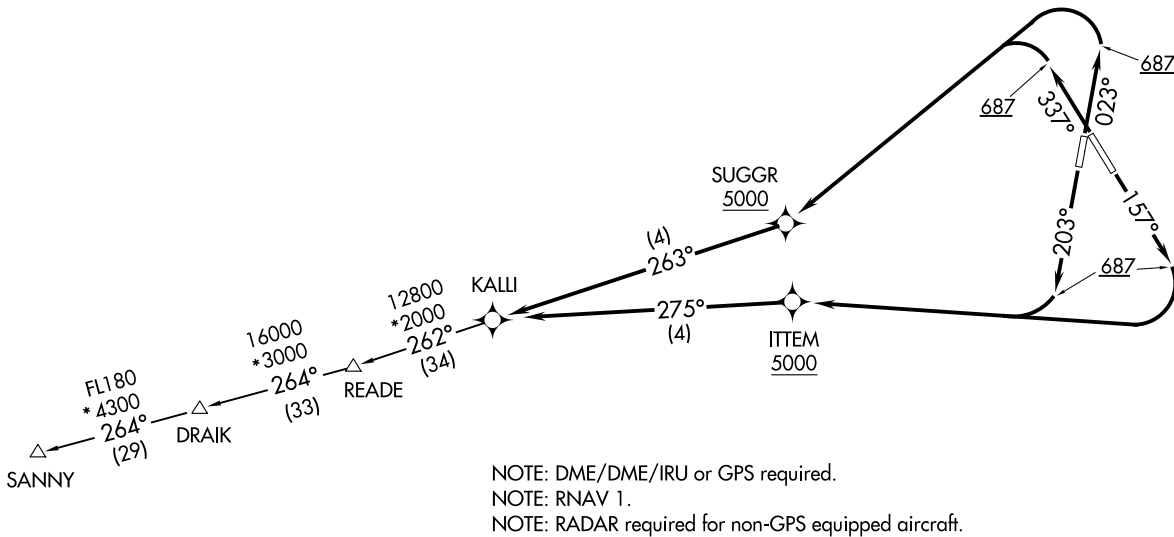 687
687
337°
023°
SUGGR
5000
157°
203°
(4)
263°
687
KALLI
12800
*2000
262°
(34)
275°
(4)
ITTEM
5000
16000
*3000
264°
(33)
READE
FL180
*4300
264°
(29)
DRAIK
SANNY
NOTE: DME/DME/IRU or GPS required.
NOTE: RNAV 1.
NOTE: RADAR required for non-GPS equipped aircraft.